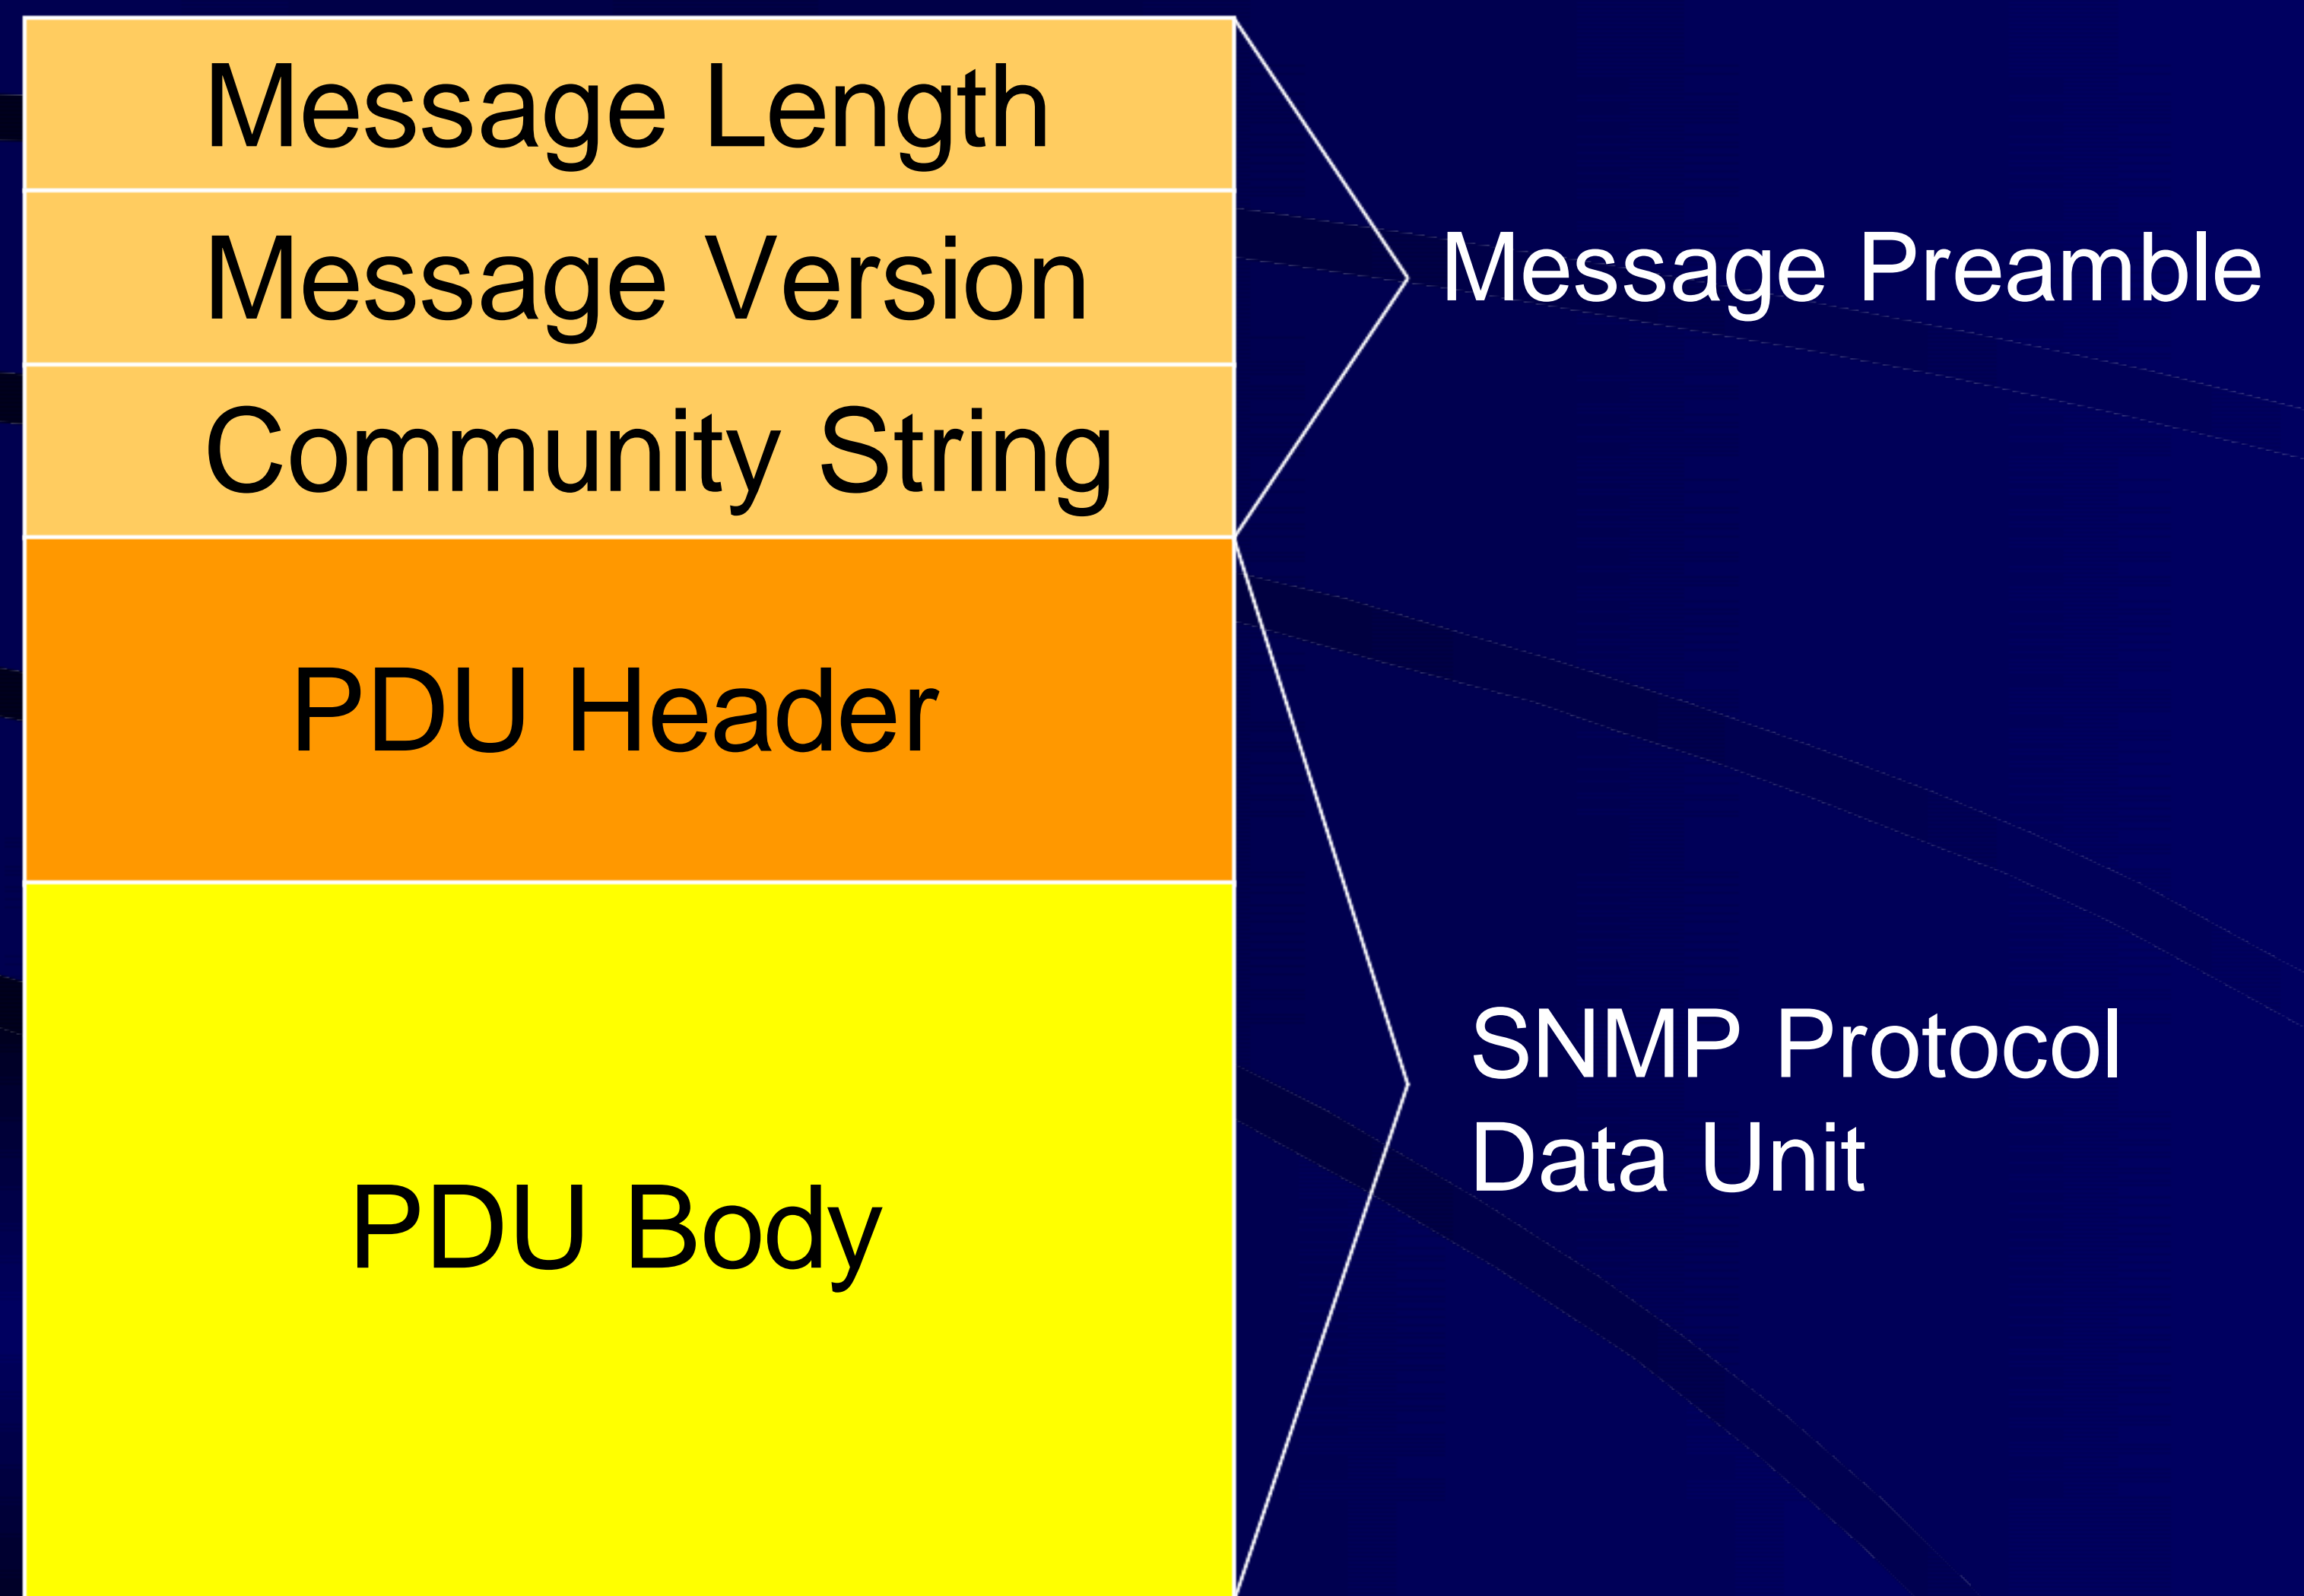 Message Length
Message Version
Message Preamble
Community String
PDU Header
PDU Body
SNMP Protocol
Data Unit